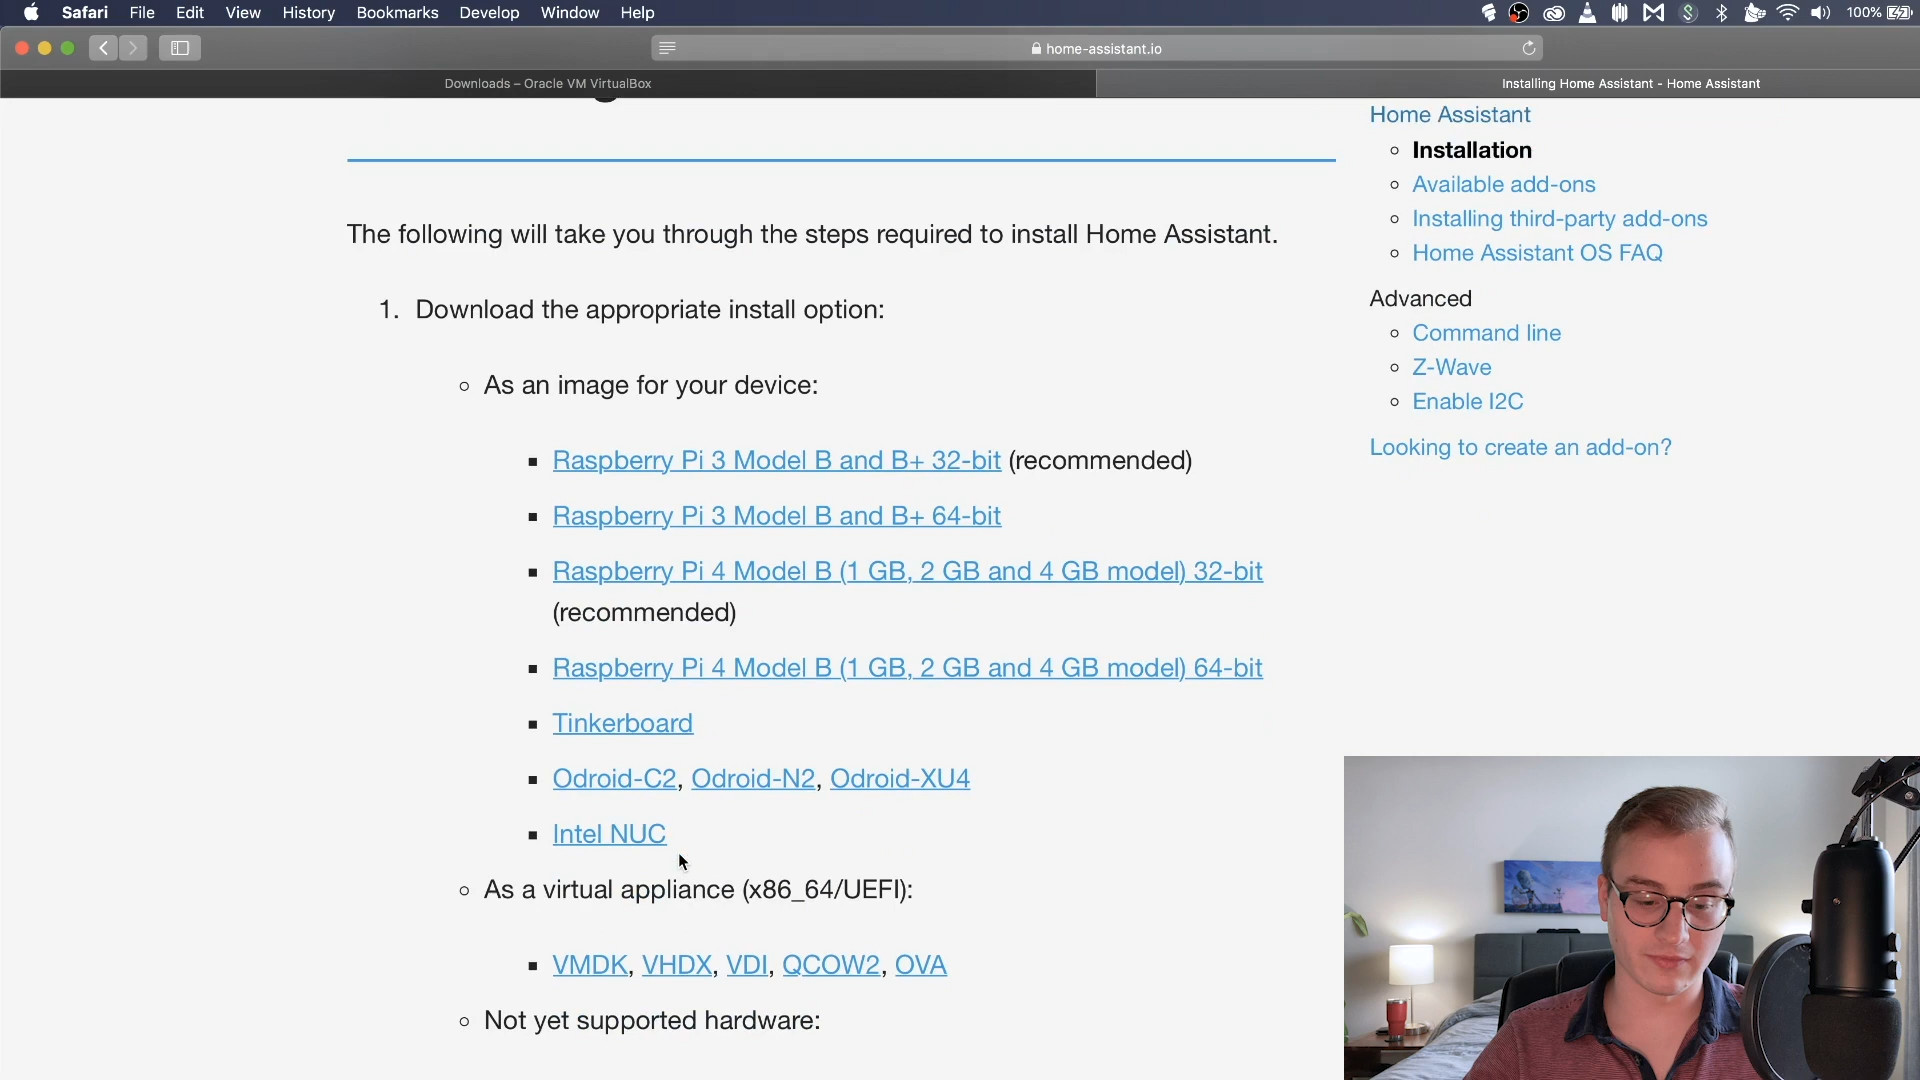 Safari File Edit View History Bookmarks Develop Window Help 100%
home-assistant.io
Downloads – Oracle VM VirtualBox
Installing Home Assistant - Home Assistant
The following will take you through the steps required to install Home Assistant.
1. Download the appropriate install option:
As an image for your device:
Raspberry Pi 3 Model B and B+ 32-bit (recommended)
Raspberry Pi 3 Model B and B+ 64-bit
Raspberry Pi 4 Model B (1 GB, 2 GB and 4 GB model) 32-bit
(recommended)
Raspberry Pi 4 Model B (1 GB, 2 GB and 4 GB model) 64-bit
Tinkerboard
Odroid-C2, Odroid-N2, Odroid-XU4
Intel NUC
As a virtual appliance (x86_64/UEFI):
VMDK, VHDX, VDI, QCOW2, OVA
Not yet supported hardware:
Home Assistant
Installation
Available add-ons
Installing third-party add-ons
Home Assistant OS FAQ
Advanced
Command line
Z-Wave
Enable I2C
Looking to create an add-on?